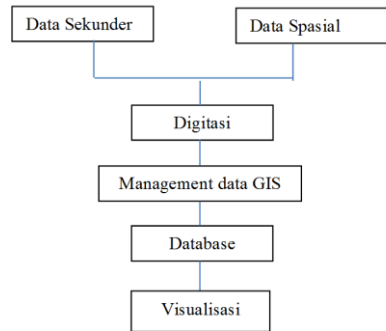 Data Sekunder
Data Spasial
Digitasi
Management data GIS
Database
Visualisasi